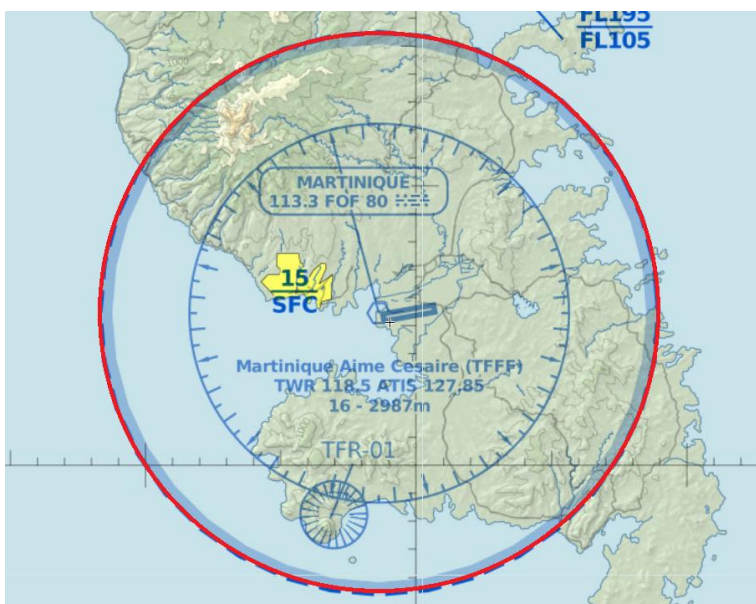 FL195
FL105
MARTINIQUE
113.3 FOF 80
15
SFC
Martinique Aime Cesaire (TFFF)
TWR 118.5 ATIS 127.85
16 - 2987m
TFR-01